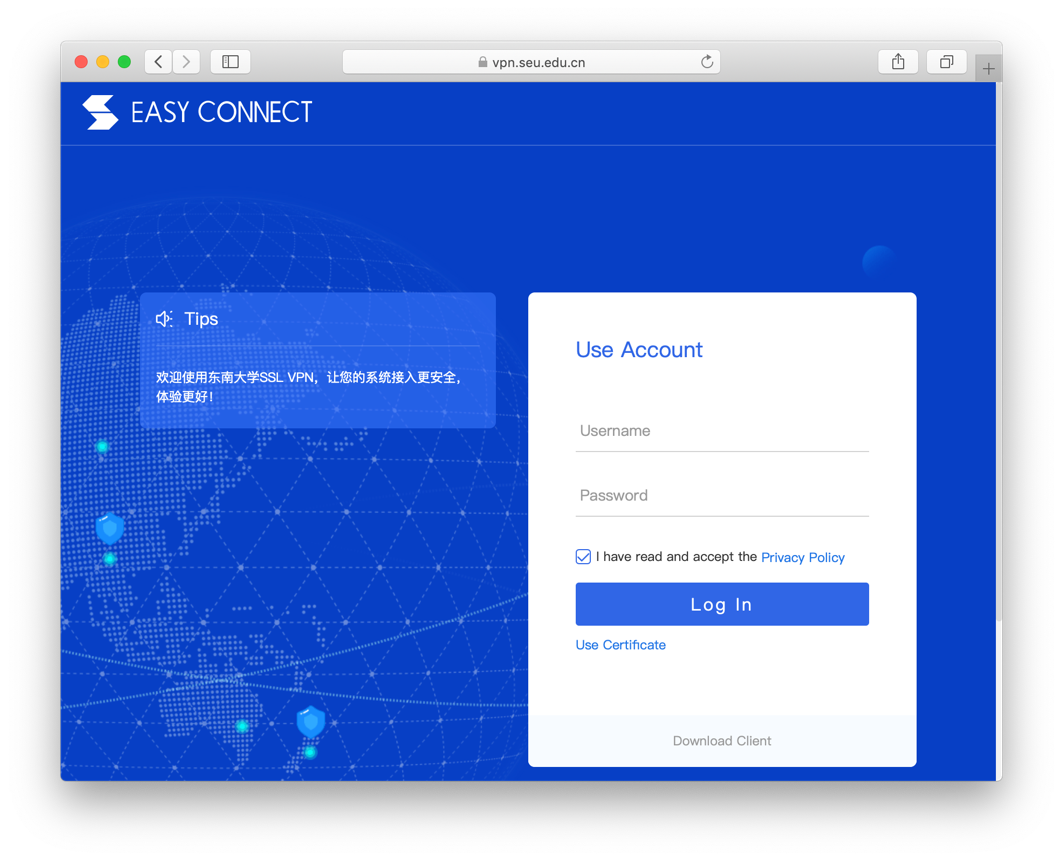 vpn.seu.edu.cn
EASY CONNECT
Tips
欢迎使用东南大学SSL VPN，让您的系统接入更安全，
体验更好！
Use Account
Username
Password
I have read and accept the Privacy Policy
Log In
Use Certificate
Download Client